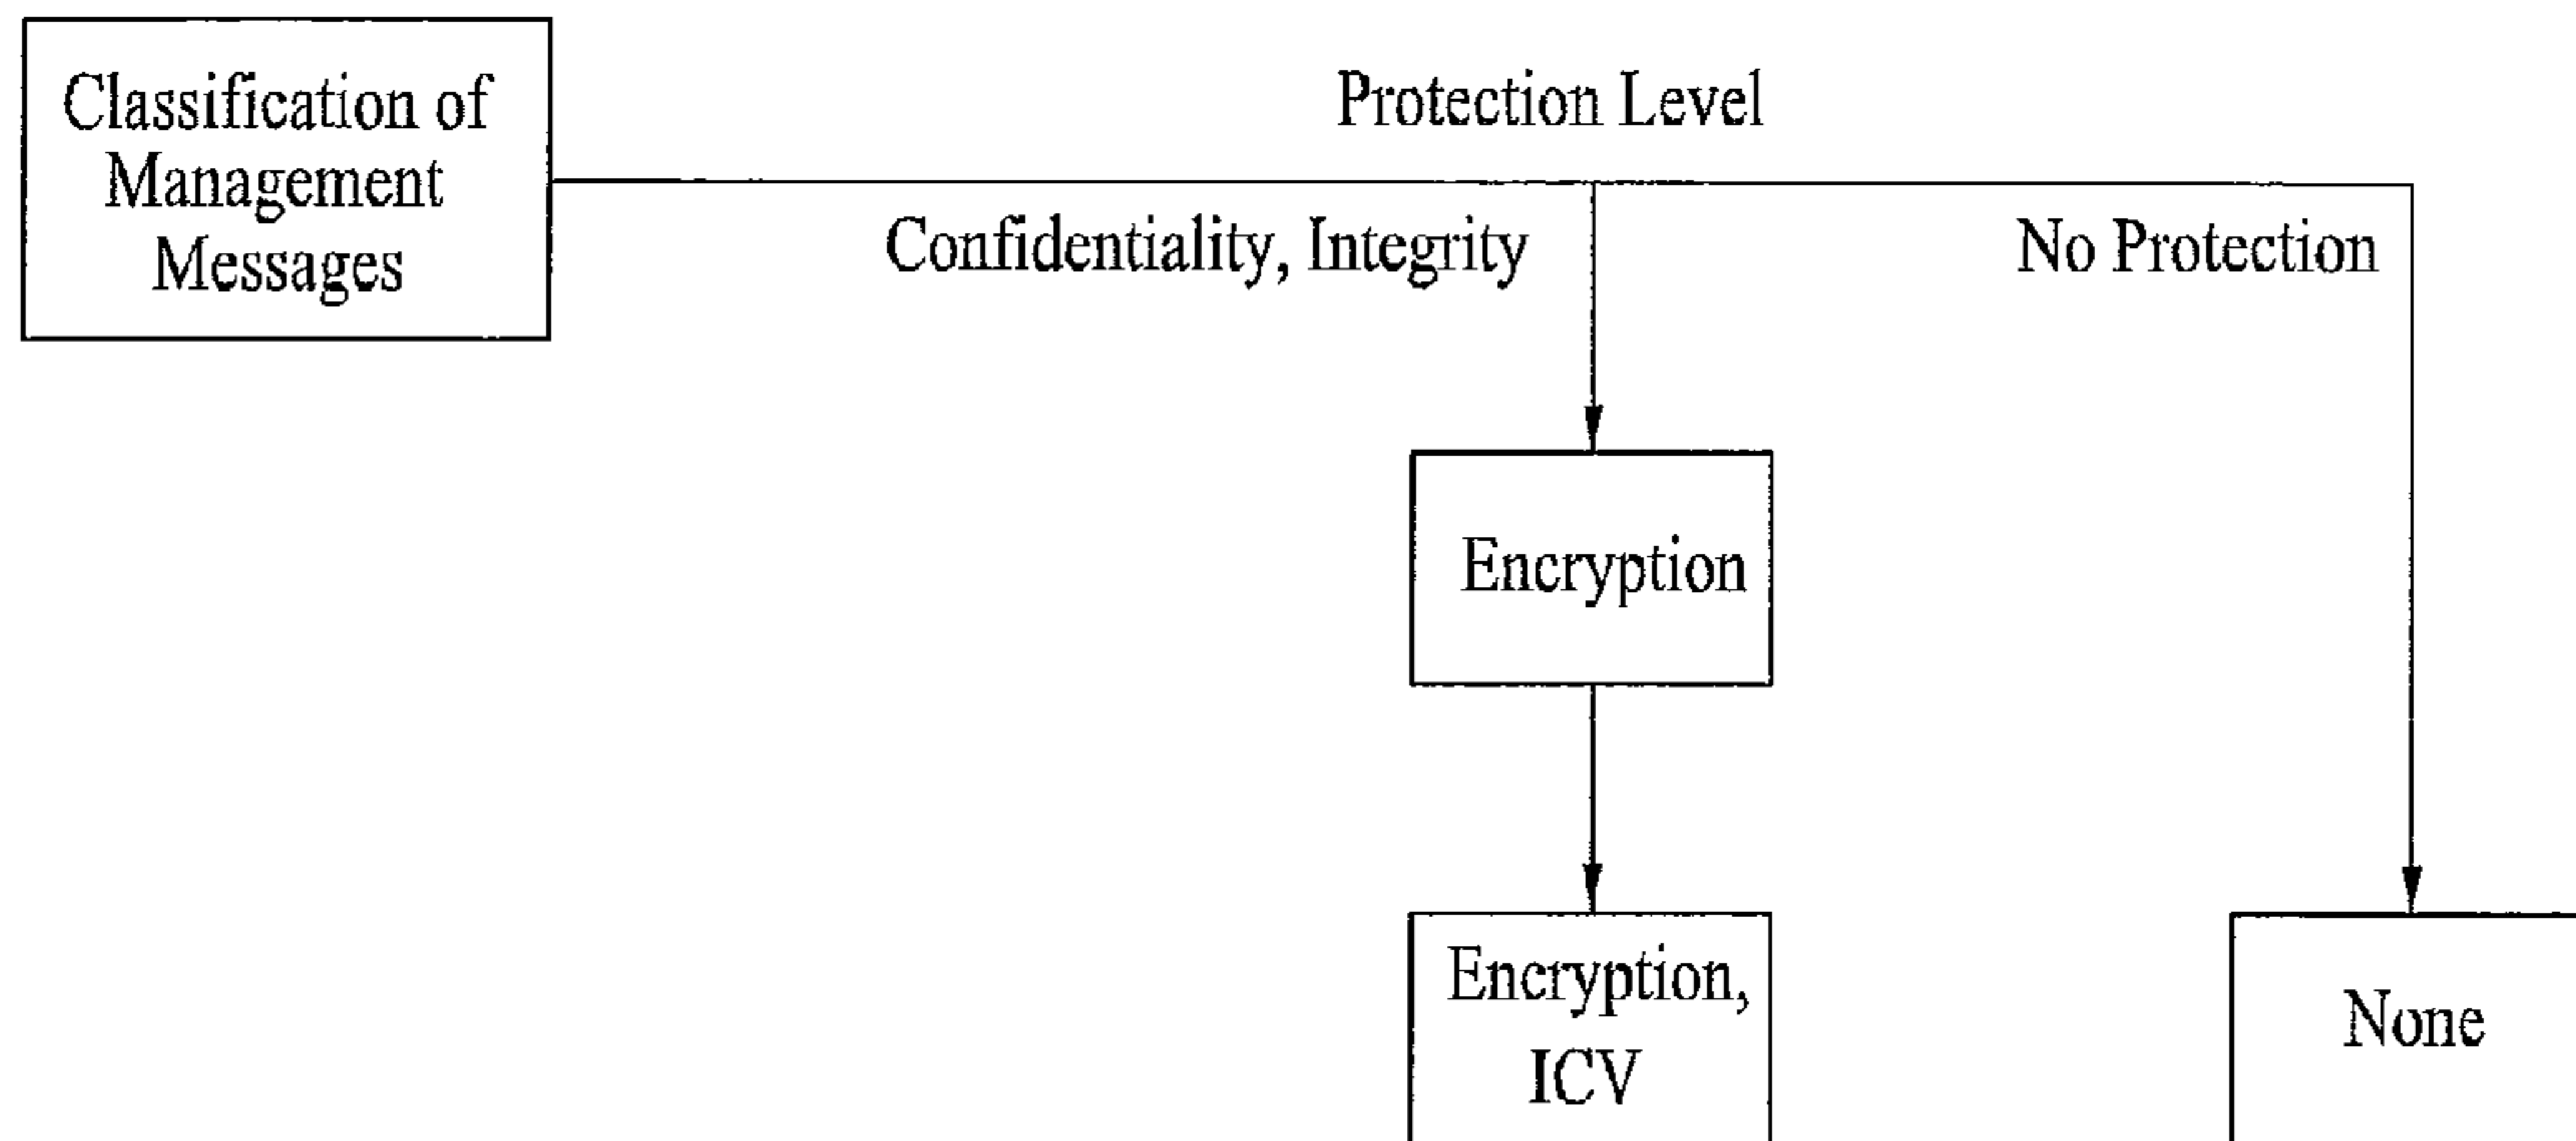 Classification of
Management
Messages
Protection Level
Confidentiality, Integrity
No Protection
Encryption
Encryption,
ICV
None